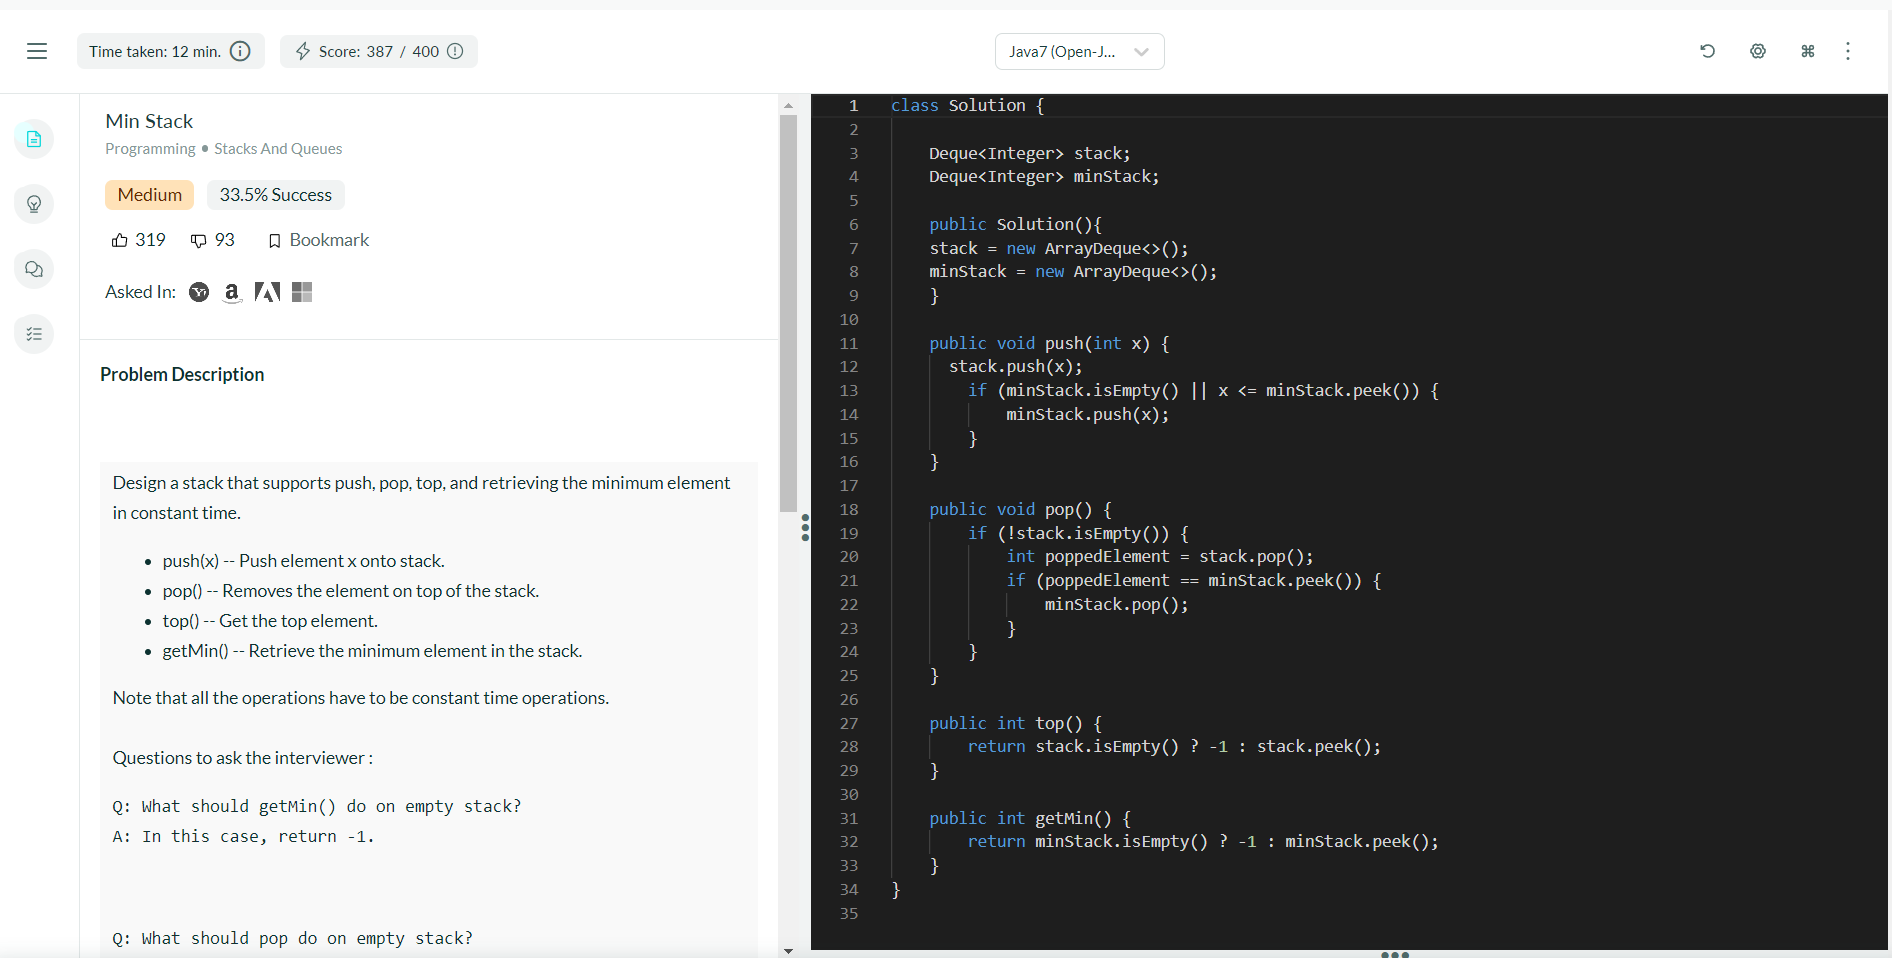 Time taken: 12 min.
Score: 387 / 400
Java7 (Open-J...
Min Stack
Programming • Stacks And Queues
Medium
33.5% Success
319
93
Bookmark
Asked In:
Problem Description
Design a stack that supports push, pop, top, and retrieving the minimum element
in constant time.
• push(x) -- Push element x onto stack.
• pop() -- Removes the element on top of the stack.
• top() -- Get the top element.
• getMin() -- Retrieve the minimum element in the stack.
Note that all the operations have to be constant time operations.
Questions to ask the interviewer :
Q: What should getMin() do on empty stack?
A: In this case, return -1.
Q: What should pop do on empty stack?
1 class Solution {
2
3 Deque<Integer> stack;
4 Deque<Integer> minStack;
5
6 public Solution(){
7 stack = new ArrayDeque<>();
8 minStack = new ArrayDeque<>();
9 }
10
11 public void push(int x) {
12 stack.push(x);
13 if (minStack.isEmpty() || x <= minStack.peek()) {
14 minStack.push(x);
15 }
16 }
17
18 public void pop() {
19 if (!stack.isEmpty()) {
20 int poppedElement = stack.pop();
21 if (poppedElement == minStack.peek()) {
22 minStack.pop();
23 }
24 }
25 }
26
27 public int top() {
28 return stack.isEmpty() ? -1 : stack.peek();
29 }
30
31 public int getMin() {
32 return minStack.isEmpty() ? -1 : minStack.peek();
33 }
34 }
35